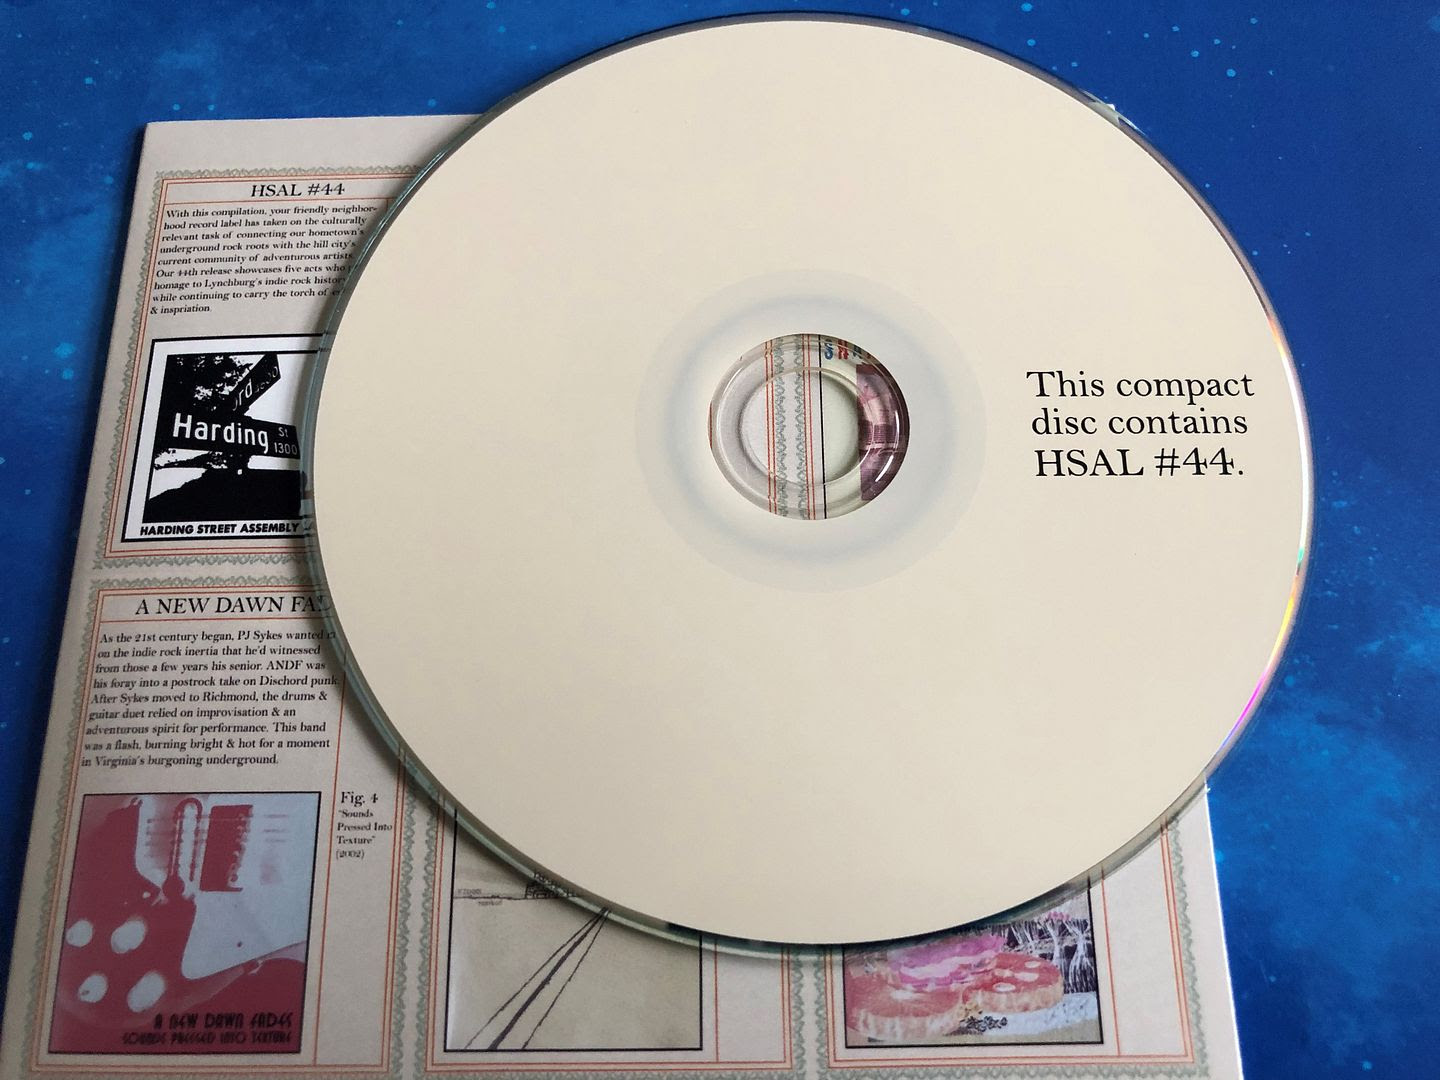 HSAL #44
With this compilation, your friendly neighbor-
hood record label has taken on the culturally
relevant task of connecting our hometown's
underground rock roots with the hill city's
current community of adventurous artists.
Our 44th release showcases five acts who
homage to Lynchburg's indie rock history
while continuing to carry the torch of
& inspriation.
rd
Harding St
1300
HARDING STREET ASSEMBLY
This compact
disc contains
HSAL #44.
A NEW DAWN FA
As the 21st century began, PJ Sykes wanted
on the indie rock inertia that he'd witnessed
from those a few years his senior. ANDF was
his foray into a postrock take on Dischord punk.
After Sykes moved to Richmond, the drums &
guitar duet relied on improvisation & an
adventurous spirit for performance. This band
was a flash, burning bright & hot for a moment
in Virginia's burgoning underground.
Fig. 4
"Sounds
Pressed Into
Texture"
(2002)
A NEW DAWN FADES
SOUNDS PRESSED INTO TEXTURE